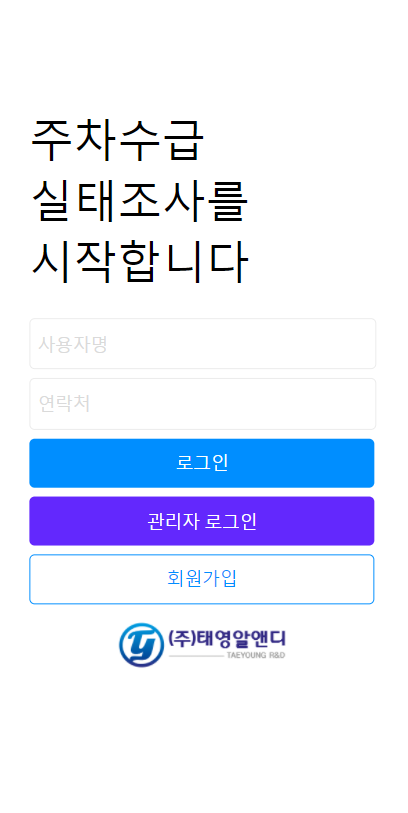 주차수급
실태조사를
시작합니다
사용자명
연락처
로그인
관리자 로그인
회원가입
(주)태영알앤디
TAEYOUNG R&D